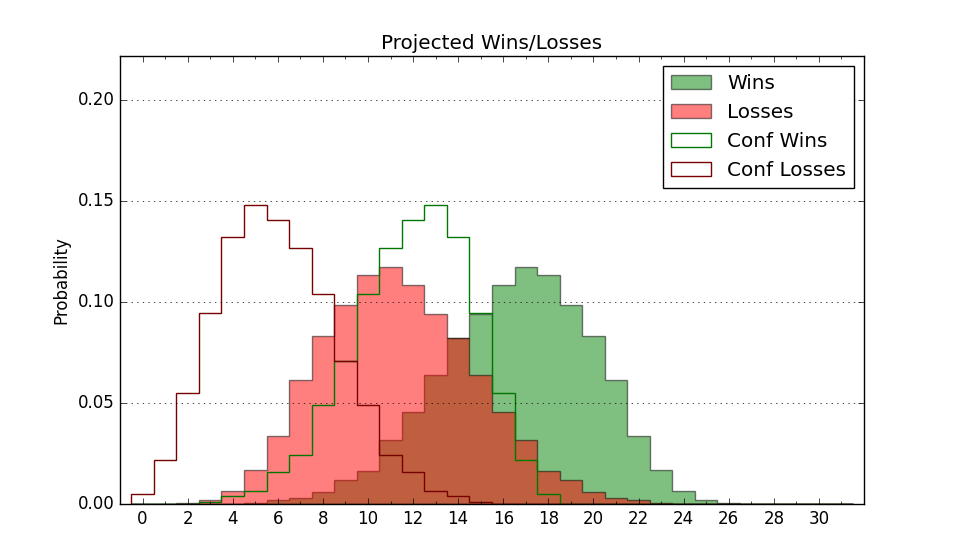 Projected Wins/Losses
Wins
Losses
Conf Wins
Conf Losses
Probability
0.20
0.15
0.10
0.05
0.00
0 2 4 6 8 10 12 14 16 18 20 22 24 26 28 30